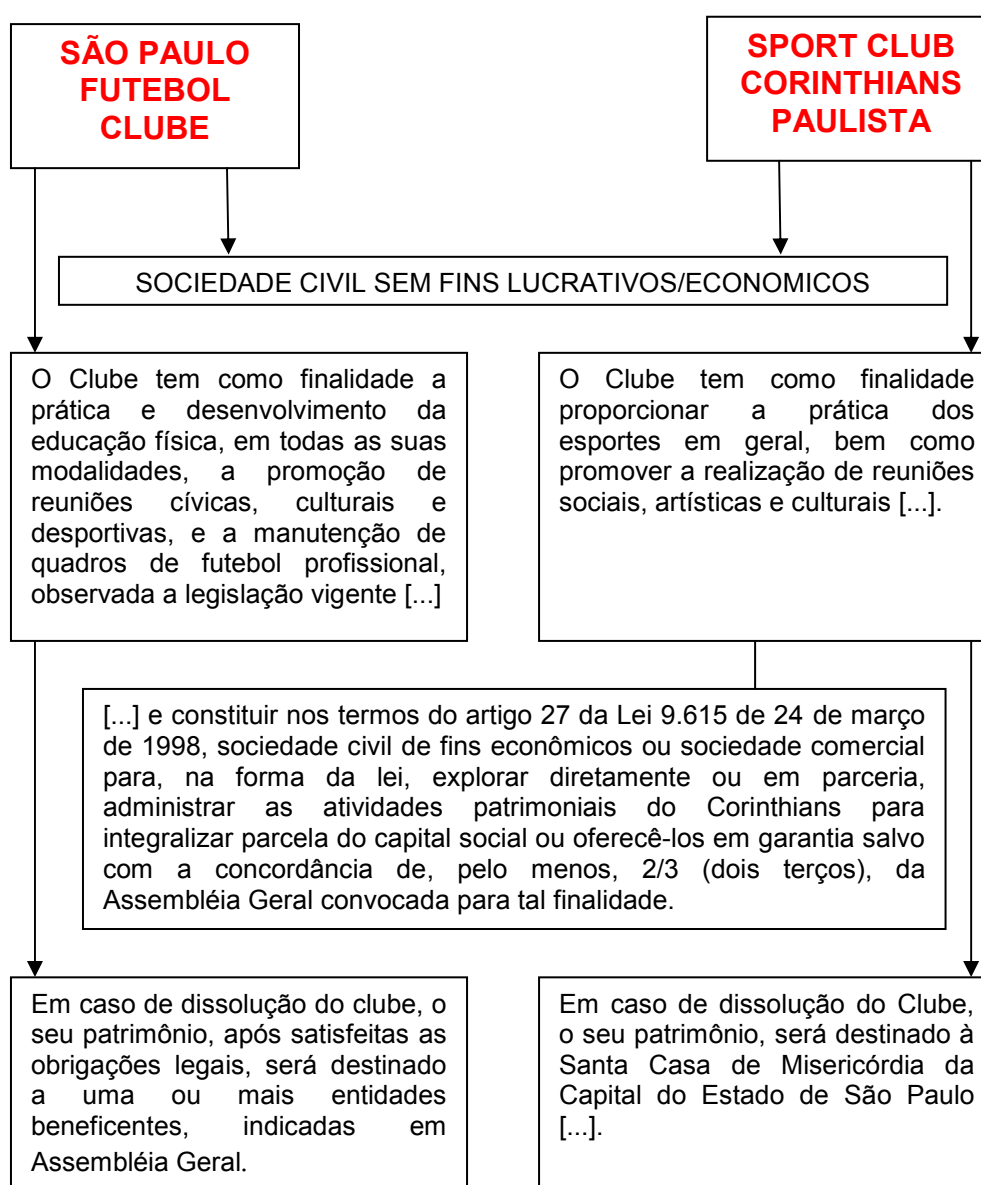 SÃO PAULO
FUTEBOL
CLUBE
SPORT CLUB
CORINTHIANS
PAULISTA
SOCIEDADE CIVIL SEM FINS LUCRATIVOS/ECONOMICOS
O Clube tem como finalidade a
prática e desenvolvimento da
educação física, em todas as suas
modalidades, a promoção de
reuniões cívicas, culturais e
desportivas, e a manutenção de
quadros de futebol profissional,
observada a legislação vigente [...]
O Clube tem como finalidade
proporcionar a prática dos
esportes em geral, bem como
promover a realização de reuniões
sociais, artísticas e culturais [...].
[...] e constituir nos termos do artigo 27 da Lei 9.615 de 24 de março
de 1998, sociedade civil de fins econômicos ou sociedade comercial
para, na forma da lei, explorar diretamente ou em parceria,
administrar as atividades patrimoniais do Corinthians para
integralizar parcela do capital social ou oferecê-los em garantia salvo
com a concordância de, pelo menos, 2/3 (dois terços), da
Assembléia Geral convocada para tal finalidade.
Em caso de dissolução do clube, o
seu patrimônio, após satisfeitas as
obrigações legais, será destinado
a uma ou mais entidades
beneficentes, indicadas em
Assembléia Geral.
Em caso de dissolução do Clube,
o seu patrimônio, será destinado à
Santa Casa de Misericórdia da
Capital do Estado de São Paulo
[...].